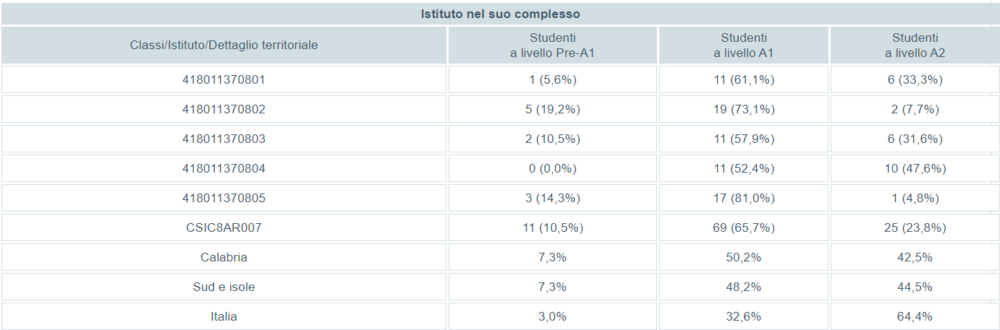 Istituto nel suo complesso
Classi/Istituto/Dettaglio territoriale Studenti a livello Pre-A1 Studenti a livello A1 Studenti a livello A2
418011370801 1 (5,6%) 11 (61,1%) 6 (33,3%)
418011370802 5 (19,2%) 19 (73,1%) 2 (7,7%)
418011370803 2 (10,5%) 11 (57,9%) 6 (31,6%)
418011370804 0 (0,0%) 11 (52,4%) 10 (47,6%)
418011370805 3 (14,3%) 17 (81,0%) 1 (4,8%)
CSIC8AR007 11 (10,5%) 69 (65,7%) 25 (23,8%)
Calabria 7,3% 50,2% 42,5%
Sud e isole 7,3% 48,2% 44,5%
Italia 3,0% 32,6% 64,4%